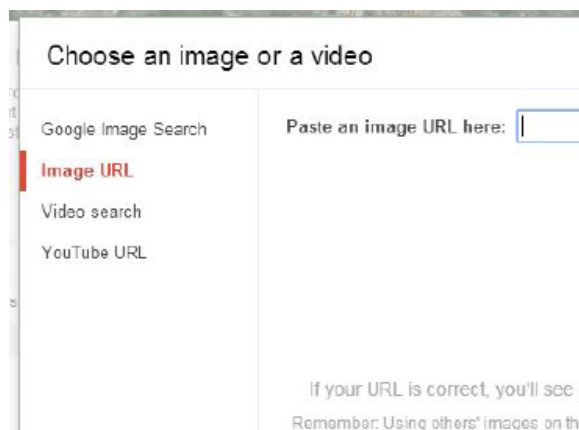 Choose an image or a video
Google Image Search
Paste an image URL here:
Image URL
Video search
YouTube URL
If your URL is correct, you'll see
Remember: Using others' images on th